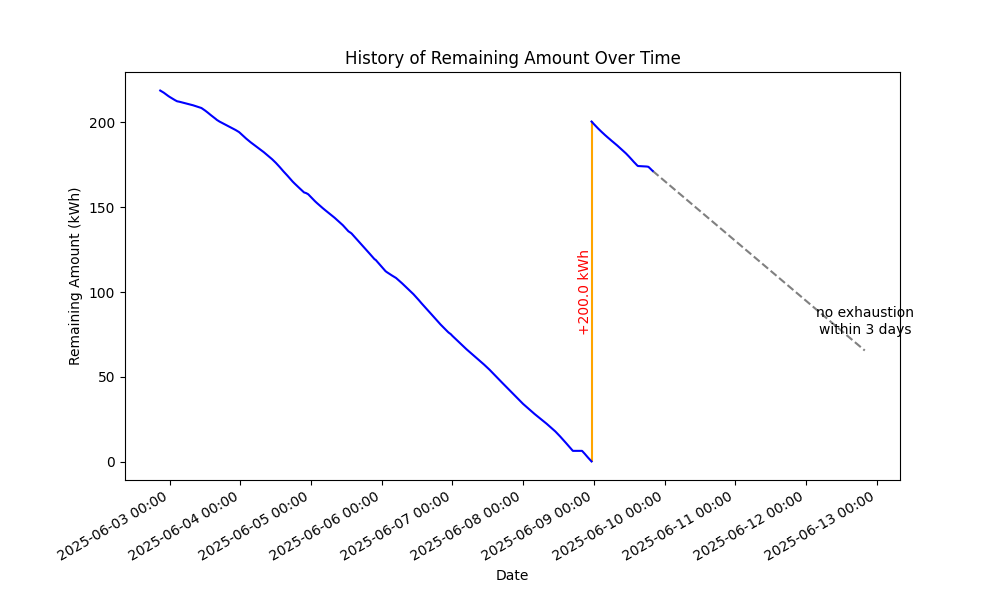 History of Remaining Amount Over Time
Remaining Amount (kWh)
200
150
100
50
0
+200.0 kWh
no exhaustion
within 3 days
2025-06-03 00:00
2025-06-04 00:00
2025-06-05 00:00
2025-06-06 00:00
2025-06-07 00:00
2025-06-08 00:00
2025-06-09 00:00
2025-06-10 00:00
2025-06-11 00:00
2025-06-12 00:00
2025-06-13 00:00
Date